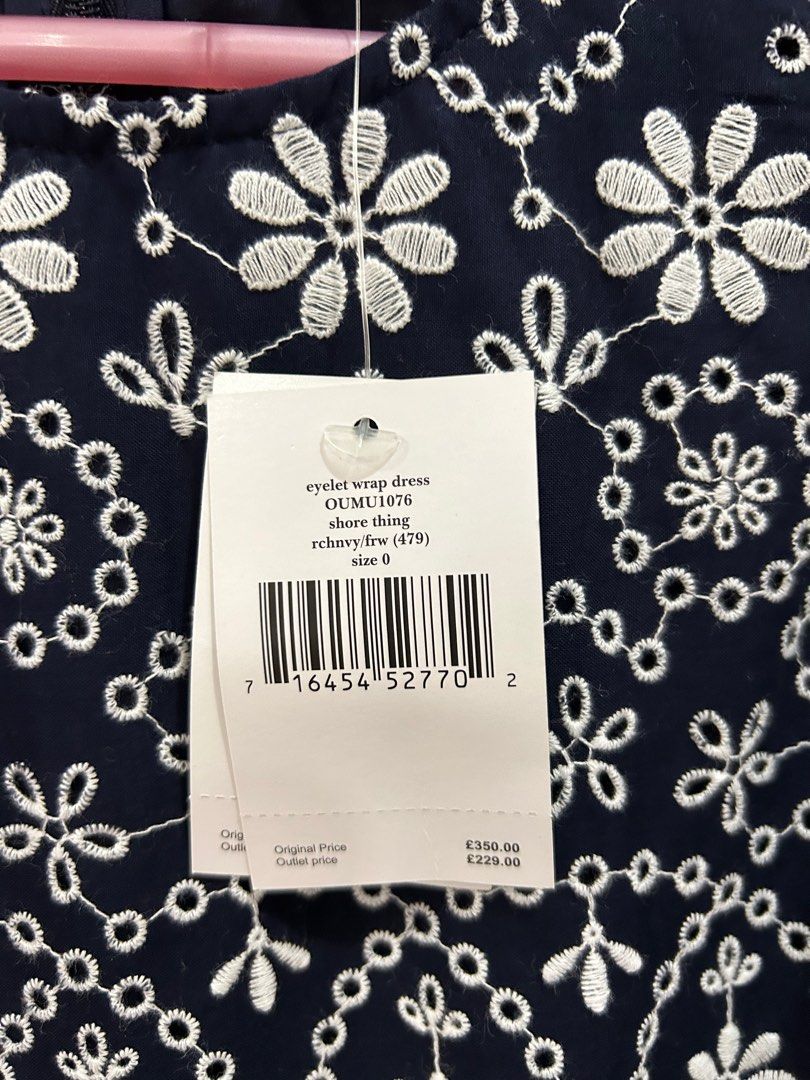 eyelet wrap dress
OUMU1076
shore thing
rchnvy/frw (479)
size 0
7 16454 52770 2
Orig
Original Price £350.00
Outlet price £229.00